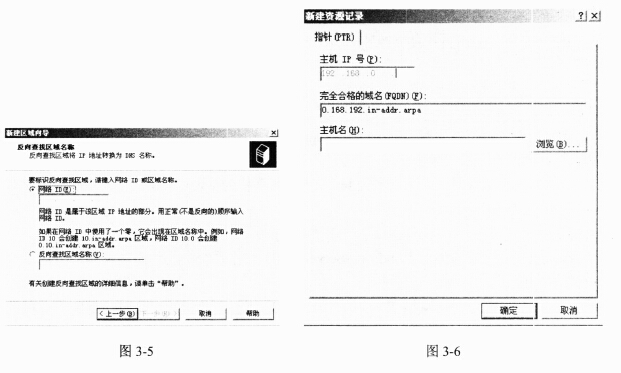 新建区域向导
反向查找区域名称
反向查找区域将 IP 地址转换为 DNS 名称。
要标识反向查找区域，请键入网络 ID 或区域名称。
网络 ID(E):
网络 ID 是属于该区域 IP 地址的部分。用正常(不是反向的)顺序输入
网络 ID。
如果在网络 ID 中使用了一个零，它会出现在区域名称中。例如，网络
ID 10 会创建 10.in-addr.arpa 区域，网络 ID 10.0 会创建
0.10.in-addr.arpa 区域。
反向查找区域名称(V):
有关创建反向查找区域的详细信息，请单击“帮助”。
<上一步(B)
下一步(N)>
取消
帮助
图 3-5
新建资源记录
指针(PTR)
主机 IP 号(P):
192 .168 .0
完全合格的域名(FQDN)(F):
0.168.192.in-addr.arpa
主机名(H):
浏览(B)...
确定
取消
图 3-6